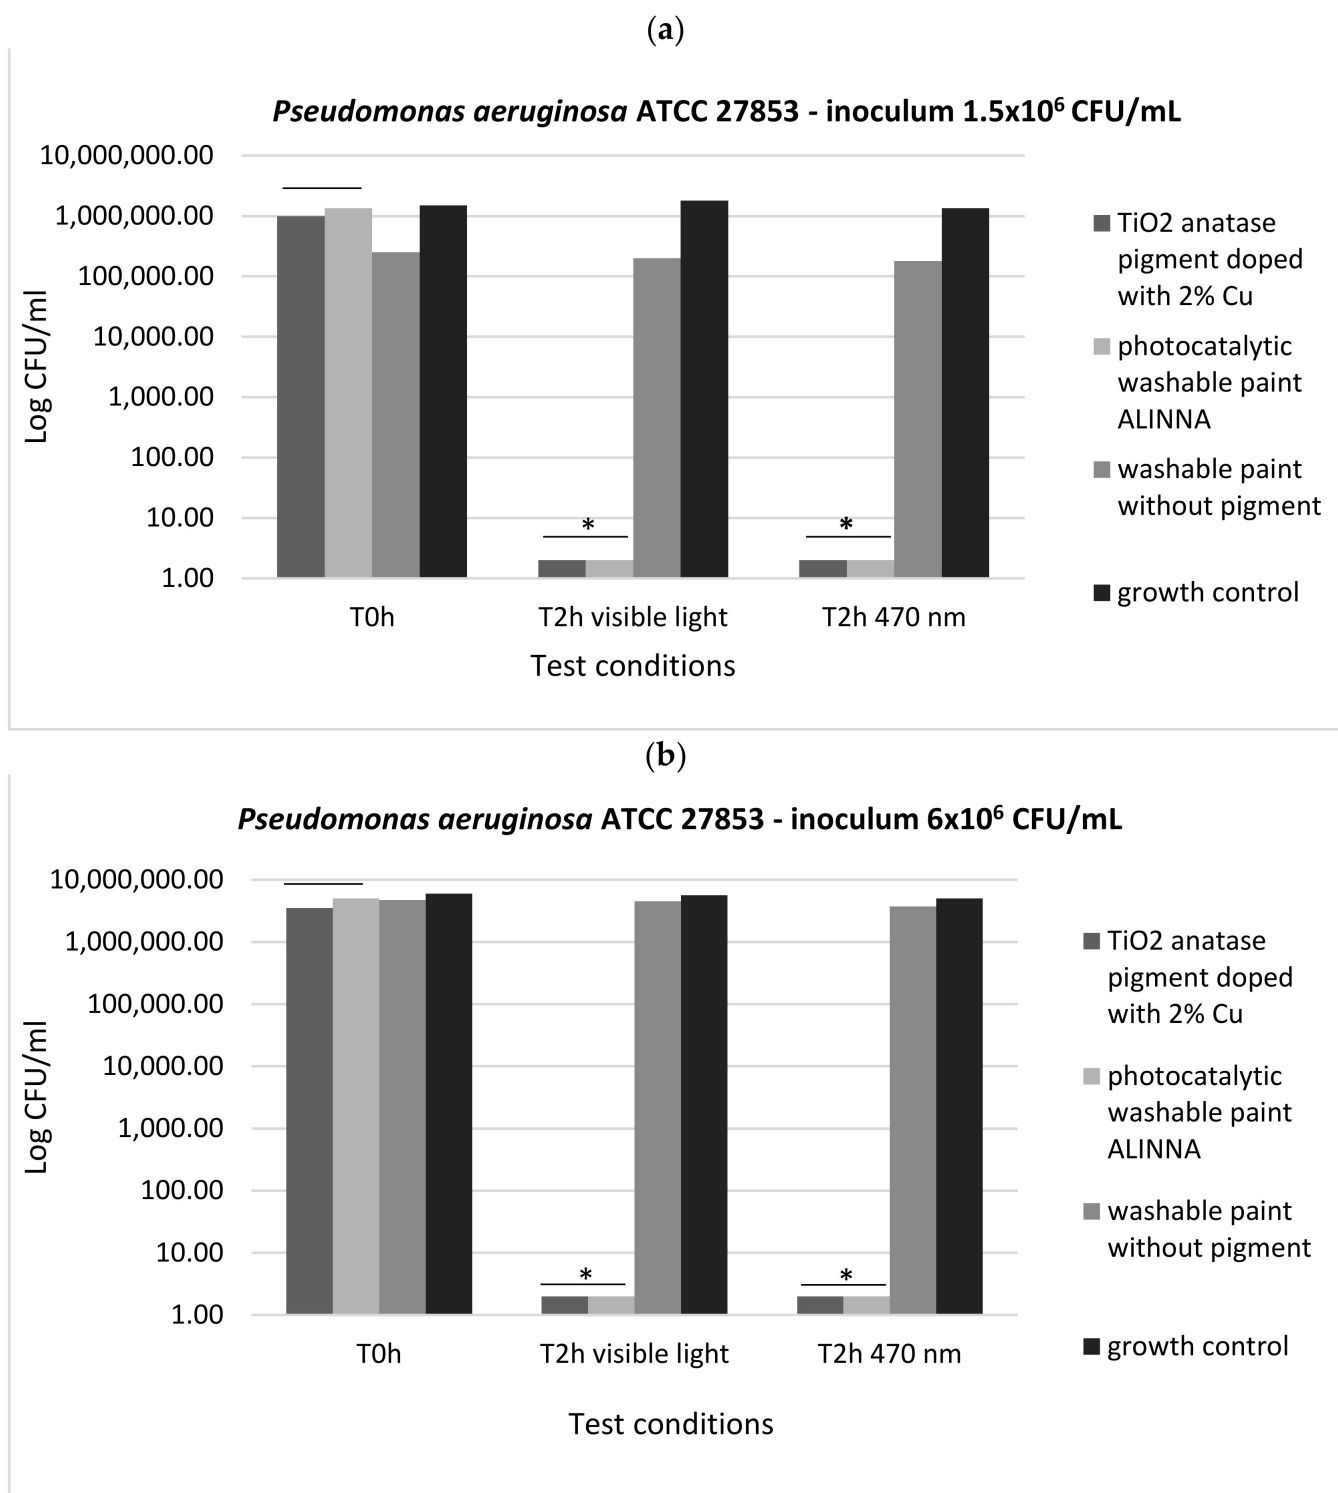 (a)
Pseudomonas aeruginosa ATCC 27853 - inoculum 1.5x10⁶ CFU/mL
10,000,000.00
1,000,000.00
100,000.00
10,000.00
1,000.00
100.00
10.00
1.00
Log CFU/ml
*
*
T0h
T2h visible light
T2h 470 nm
Test conditions
TiO2 anatase
pigment doped
with 2% Cu
photocatalytic
washable paint
ALINNA
washable paint
without pigment
growth control
(b)
Pseudomonas aeruginosa ATCC 27853 - inoculum 6x10⁶ CFU/mL
10,000,000.00
1,000,000.00
100,000.00
10,000.00
1,000.00
100.00
10.00
1.00
Log CFU/ml
*
*
T0h
T2h visible light
T2h 470 nm
Test conditions
TiO2 anatase
pigment doped
with 2% Cu
photocatalytic
washable paint
ALINNA
washable paint
without pigment
growth control